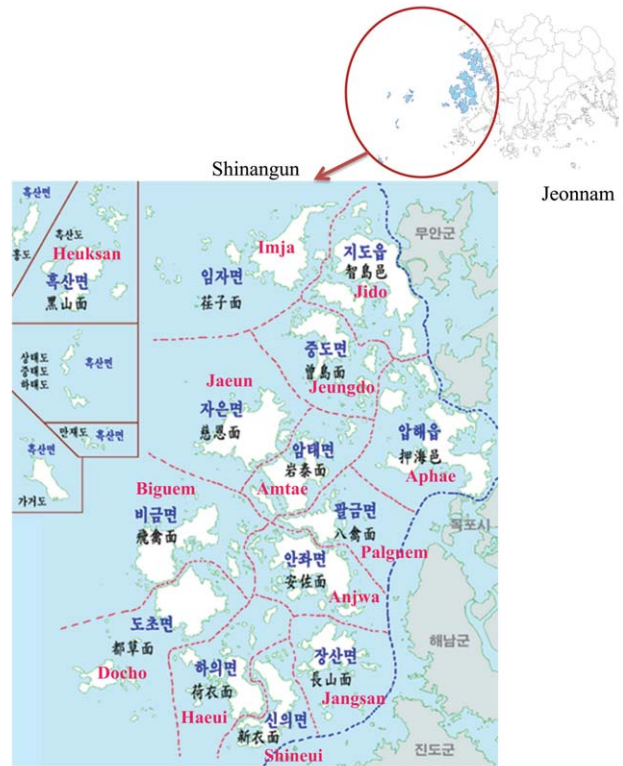 Shinangun
Jeonnam
흑산면
흑산도
홍도
Heuksan
흑산면
黑山面
상태도
중태도
하태도
흑산면
만재도
흑산면
흑산면
가거도
Imja
임자면
荏子面
지도읍
智島邑
Jido
무안군
중도면
曾島面
Jeungdo
Jaeun
자은면
慈恩面
암태면
岩泰面
Amtae
압해읍
押海邑
Aphae
Biguem
비금면
飛禽面
팔금면
八禽面
Palguem
목포시
안좌면
安佐面
Anjwa
도초면
都草面
Docho
하의면
荷衣面
Haeui
장산면
長山面
Jangsan
해남군
신의면
新衣面
Shineui
진도군